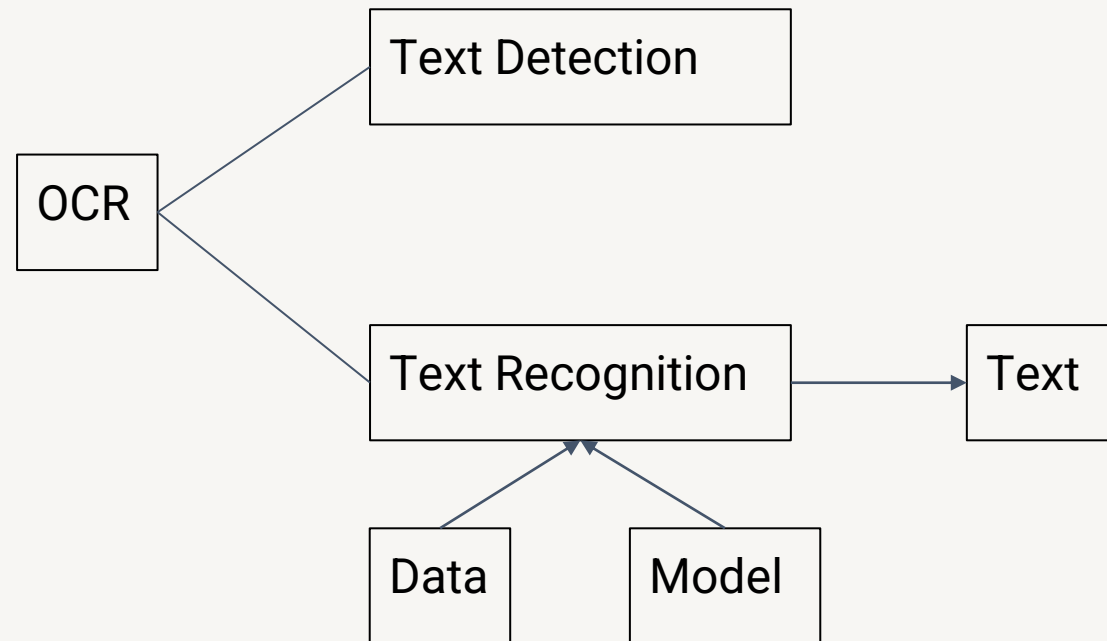 Text Detection
OCR
Text Recognition
Text
Data
Model